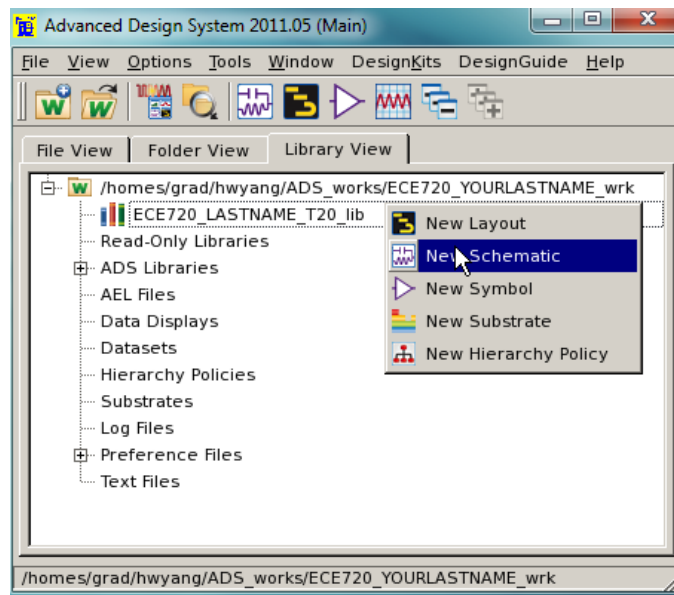 Advanced Design System 2011.05 (Main)
File View Options Tools Window DesignKits DesignGuide Help
File View Folder View Library View
/homes/grad/hwyang/ADS_works/ECE720_YOURLASTNAME_wrk
ECE720_LASTNAME_T20_lib
New Layout
Read-Only Libraries
New Schematic
ADS Libraries
New Symbol
AEL Files
Data Displays
New Substrate
Datasets
New Hierarchy Policy
Hierarchy Policies
Substrates
Log Files
Preference Files
Text Files
/homes/grad/hwyang/ADS_works/ECE720_YOURLASTNAME_wrk